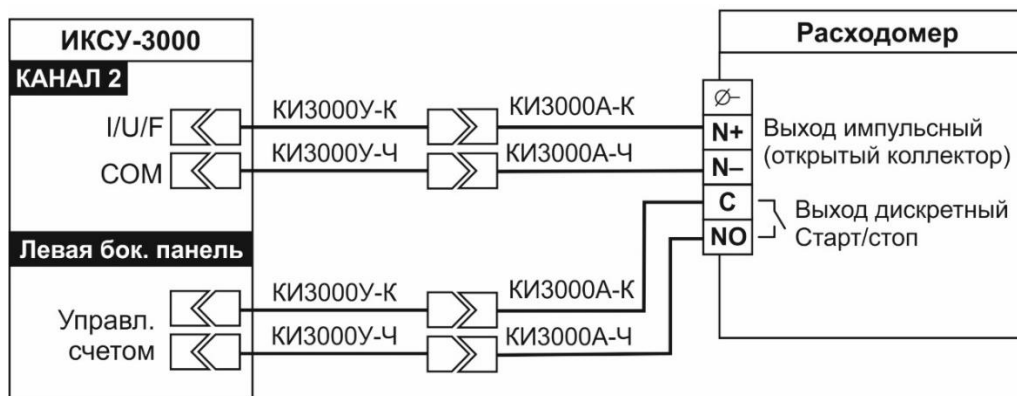 ИКСУ-3000
КАНАЛ 2
I/U/F
COM
КИ3000У-К
КИ3000А-К
КИ3000У-Ч
КИ3000А-Ч
Левая бок. панель
Управл.
счетом
КИ3000У-К
КИ3000А-К
КИ3000У-Ч
КИ3000А-Ч
Расходомер
N+
N–
C
NO
Выход импульсный
(открытый коллектор)
Выход дискретный
Старт/стоп